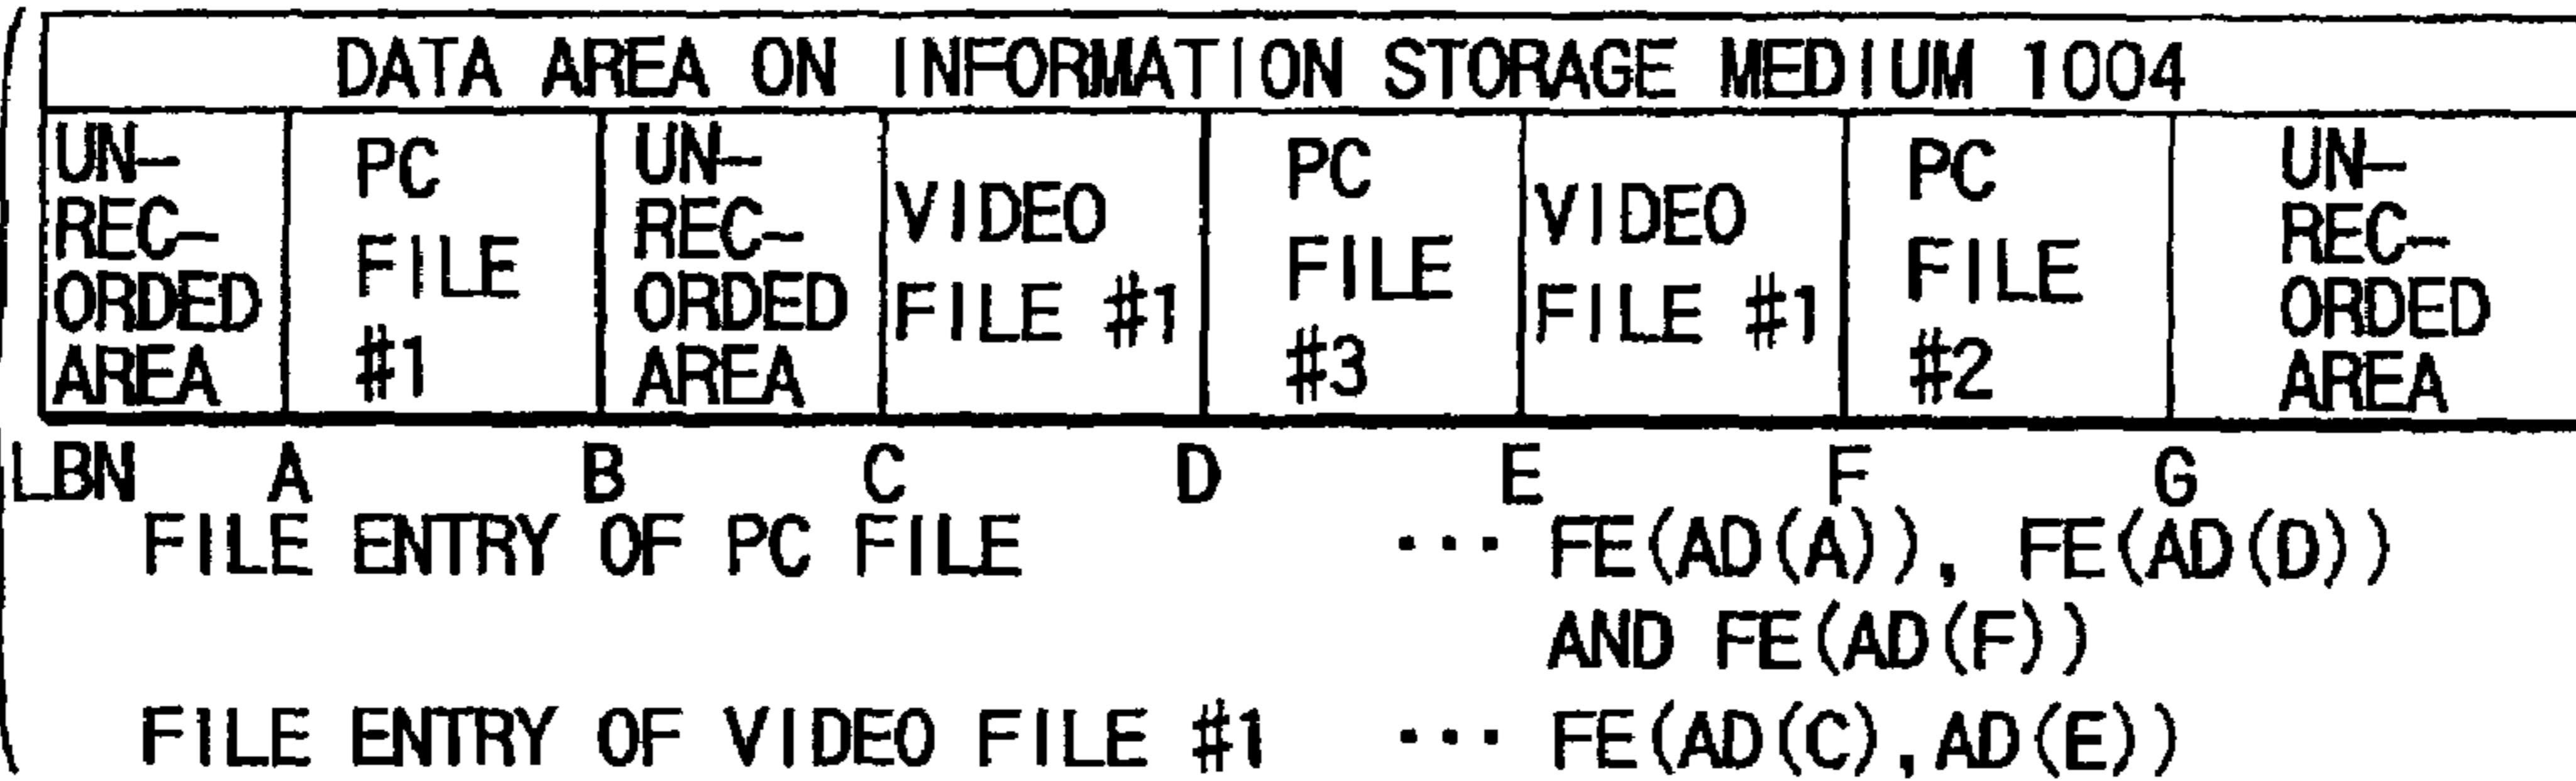 DATA AREA ON INFORMATION STORAGE MEDIUM 1004
UN-
REC-
ORDED
AREA
PC
FILE
#1
UN-
REC-
ORDED
AREA
VIDEO
FILE #1
PC
FILE
#3
VIDEO
FILE #1
PC
FILE
#2
UN-
REC-
ORDED
AREA
LBN A B C D E F G
FILE ENTRY OF PC FILE ··· FE(AD(A)), FE(AD(D))
AND FE(AD(F))
FILE ENTRY OF VIDEO FILE #1 ··· FE(AD(C),AD(E))